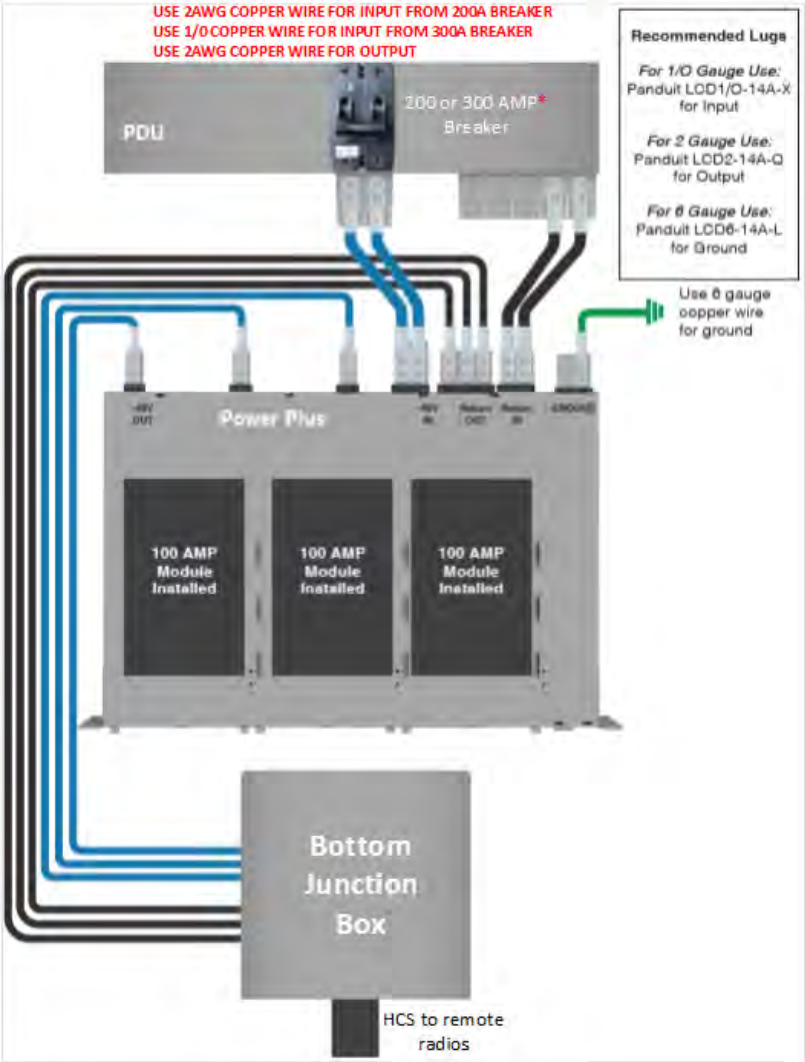 USE 2AWG COPPER WIRE FOR INPUT FROM 200A BREAKER
USE 1/0 COPPER WIRE FOR INPUT FROM 300A BREAKER
USE 2AWG COPPER WIRE FOR OUTPUT
PDU
200 or 300 AMP*
Breaker
Recommended Lugs
For 1/O Gauge Use:
Panduit LCD1/O-14A-X
for Input
For 2 Gauge Use:
Panduit LCD2-14A-Q
for Output
For 6 Gauge Use:
Panduit LCD6-14A-L
for Ground
Use 6 gauge
copper wire
for ground
-48V
OUT
Power Plus
-48V
IN
Return
OUT
Return
IN
GROUND
100 AMP
Module
Installed
100 AMP
Module
Installed
100 AMP
Module
Installed
Bottom
Junction
Box
HCS to remote
radios